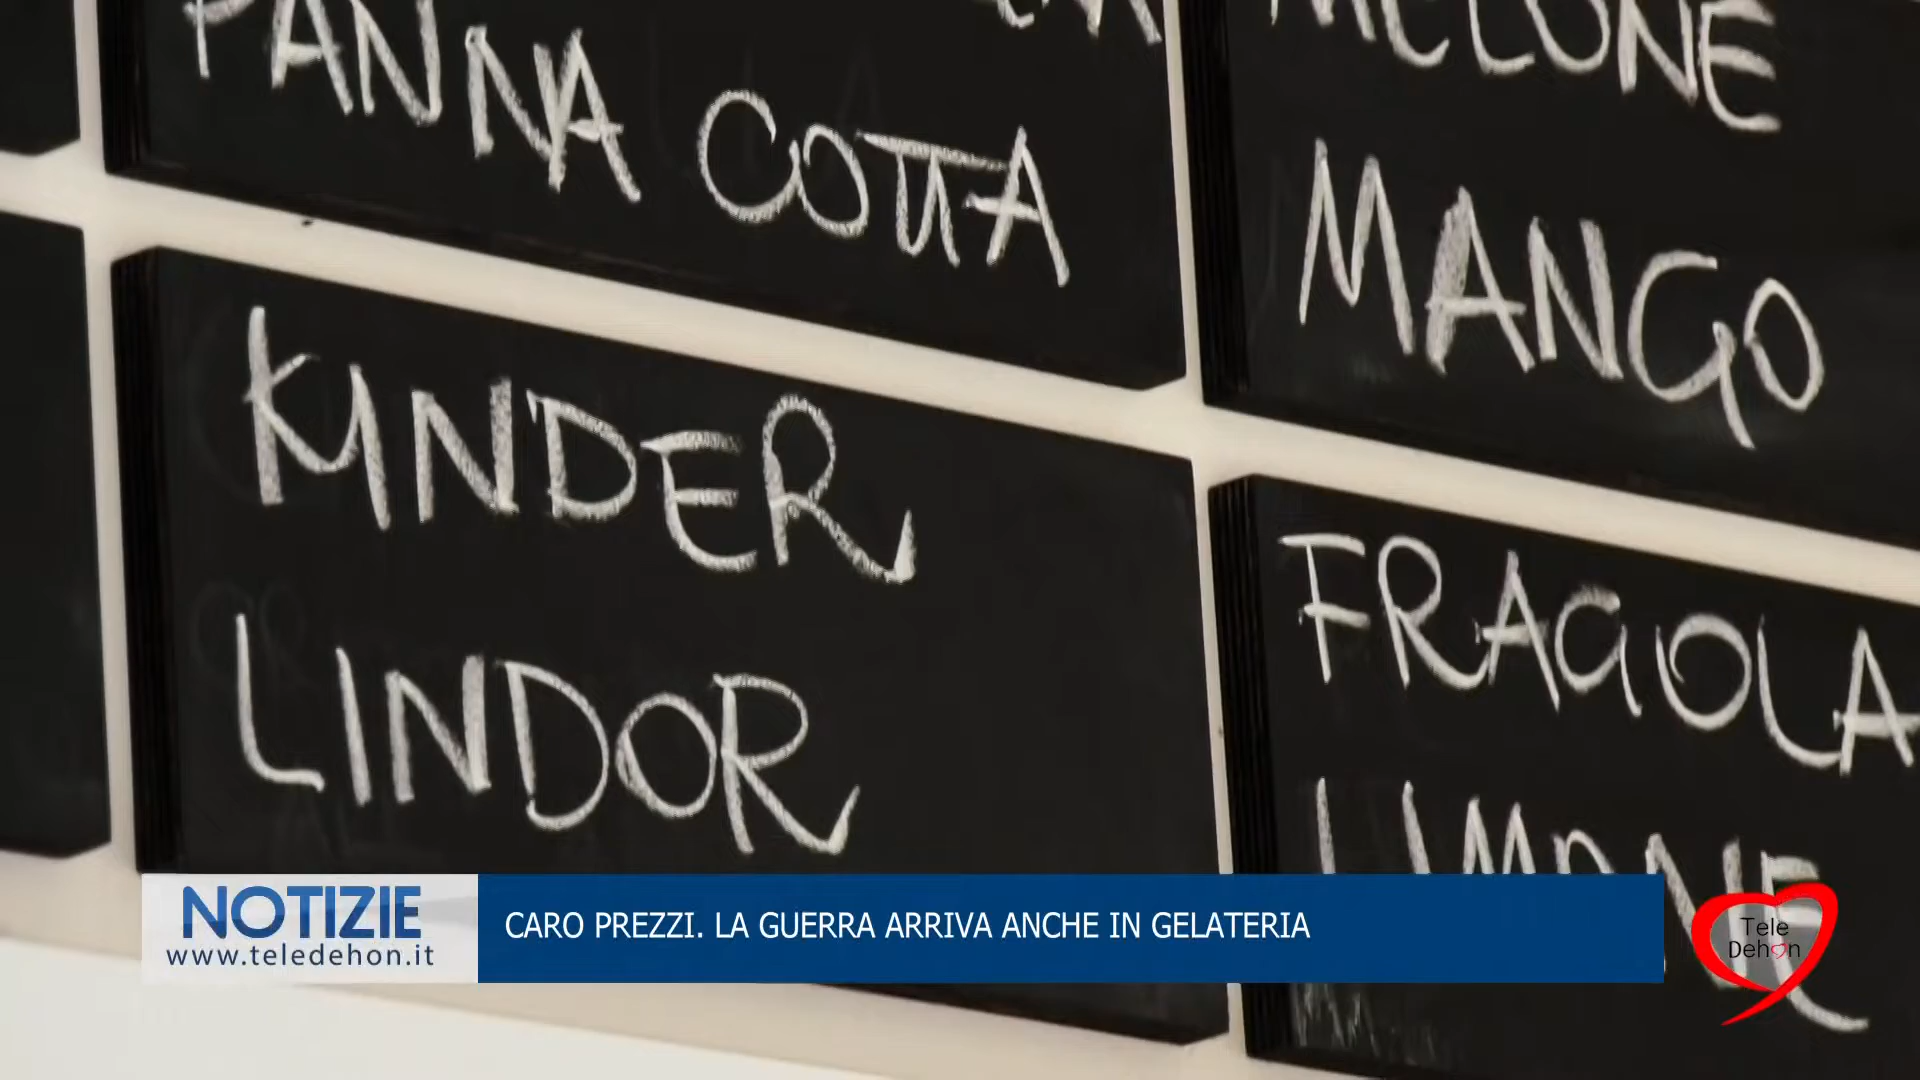 PANNA COTTA
KINDER
LINDOR
MELONE
MANGO
FRAGOLA
LIMONE
NOTIZIE
www.teledehon.it
CARO PREZZI. LA GUERRA ARRIVA ANCHE IN GELATERIA
Tele
Dehon